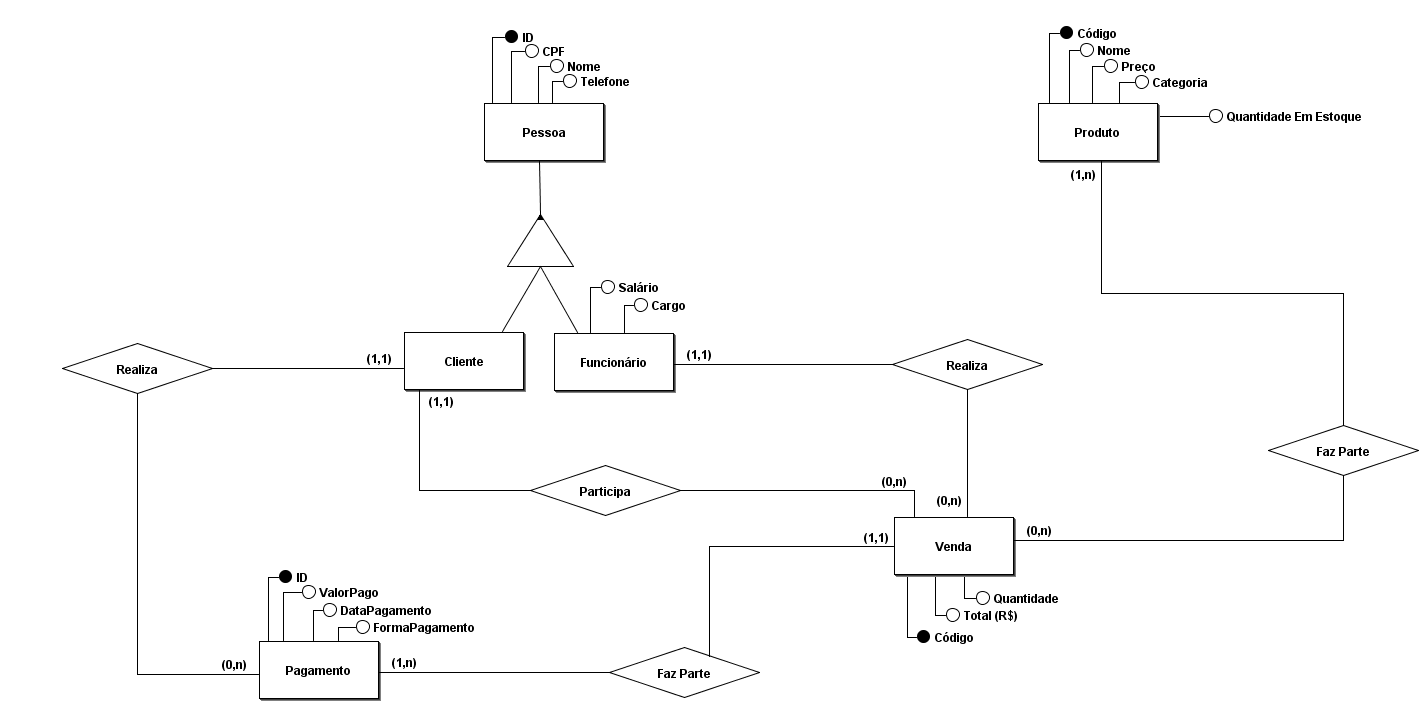 ID
CPF
Nome
Telefone
Pessoa
Código
Nome
Preço
Categoria
Quantidade Em Estoque
Produto
(1,n)
Salário
Cargo
Realiza
(1,1)
Cliente
Funcionário
(1,1)
Realiza
(1,1)
Faz Parte
Participa
(0,n)
(0,n)
(1,1)
Venda
(0,n)
ID
ValorPago
DataPagamento
FormaPagamento
Quantidade
Total (R$)
Código
(0,n)
Pagamento
(1,n)
Faz Parte